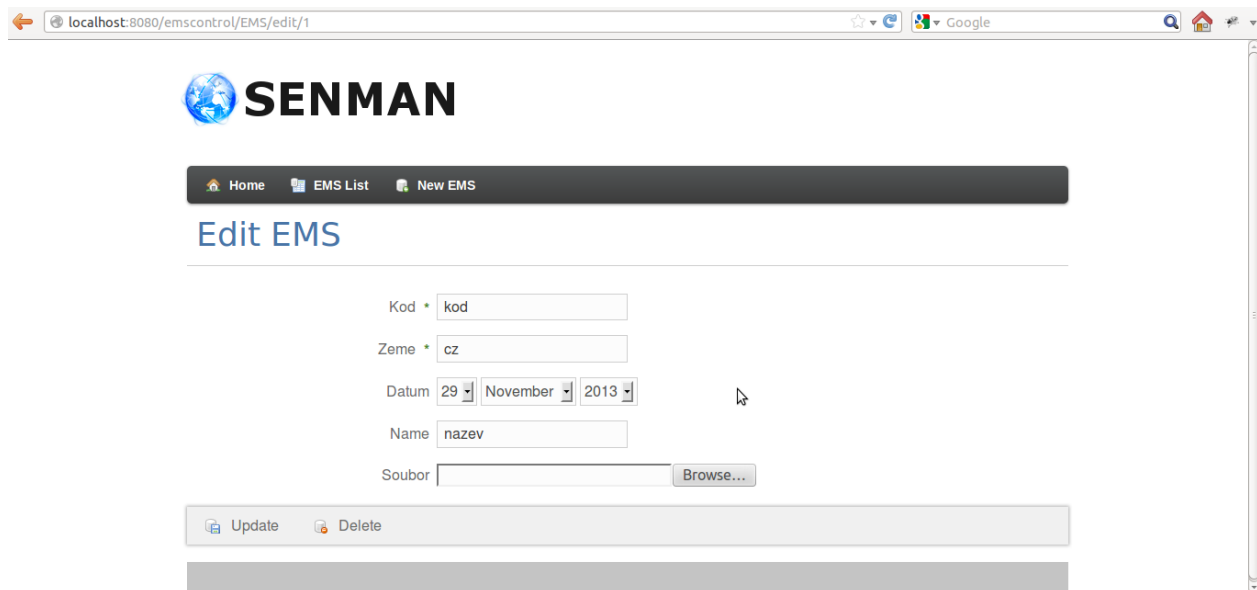 localhost:8080/emscontrol/EMS/edit/1 Google
SENMAN
Home EMS List New EMS
Edit EMS
Kod * kod
Zeme * cz
Datum 29 November 2013
Name nazev
Soubor Browse...
Update Delete